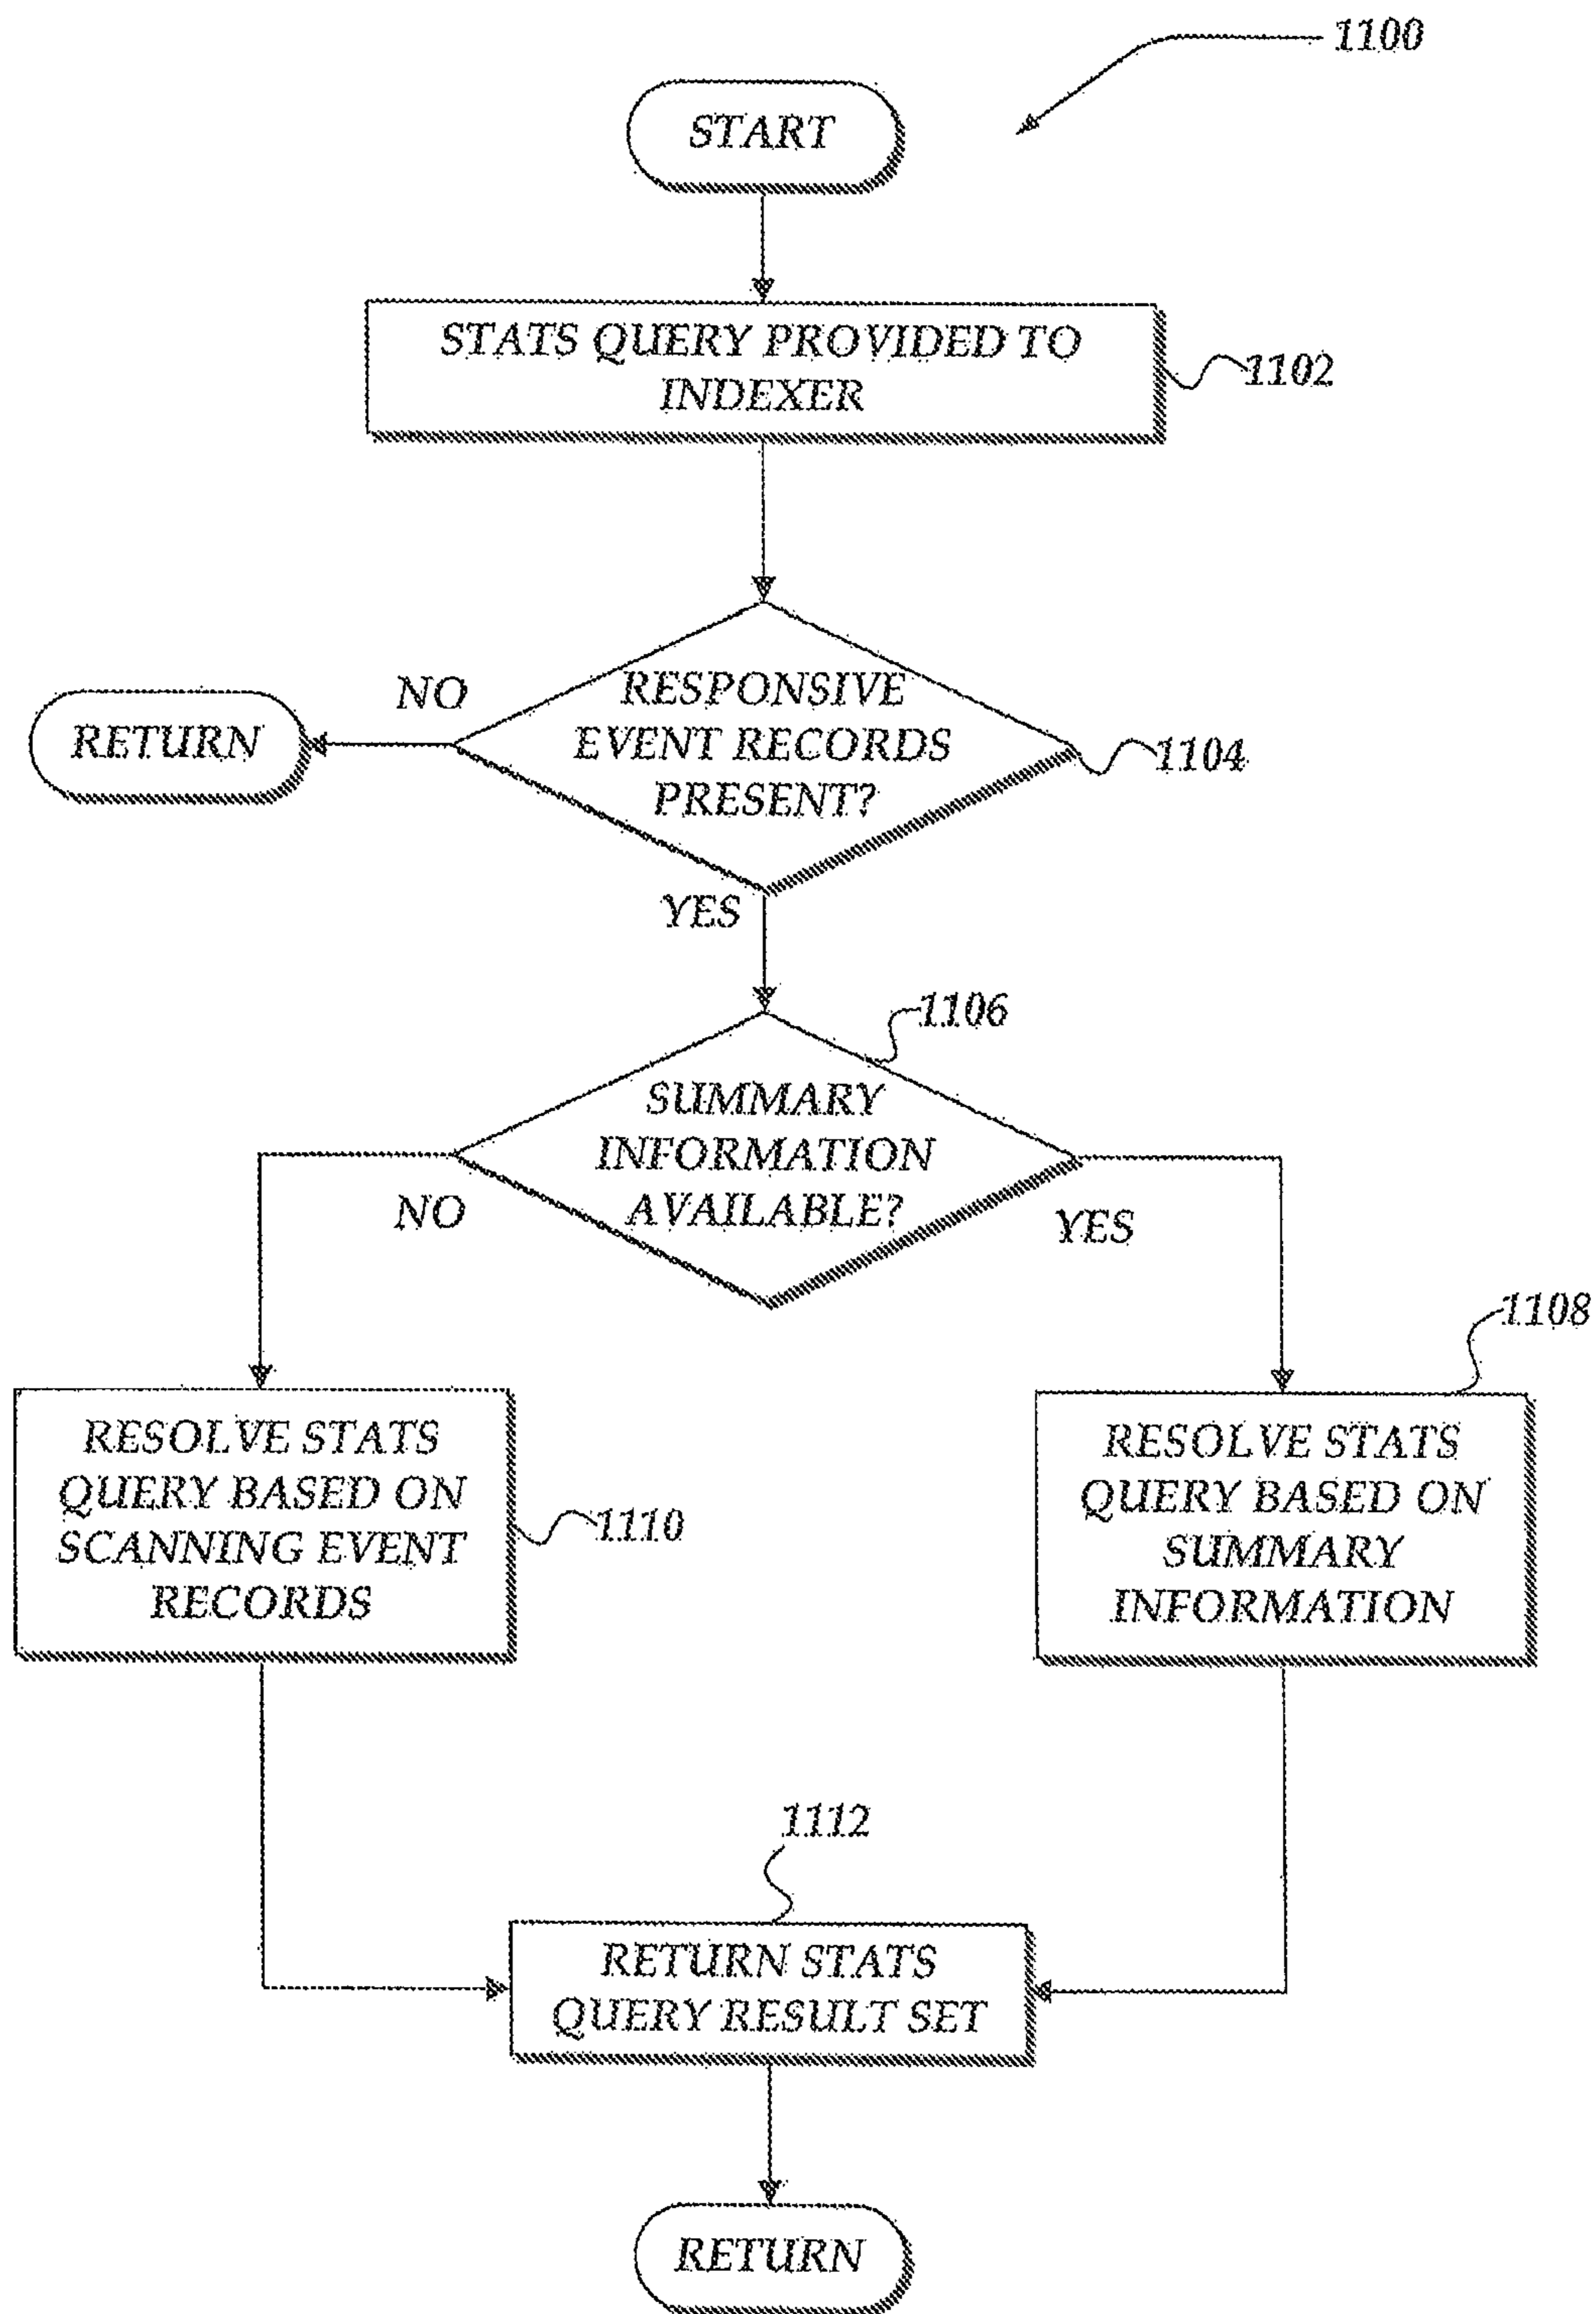 1100
START
STATS QUERY PROVIDED TO
INDEXER
1102
NO
RETURN
RESPONSIVE
EVENT RECORDS
PRESENT?
1104
YES
1106
SUMMARY
INFORMATION
AVAILABLE?
NO
YES
1108
RESOLVE STATS
QUERY BASED ON
SCANNING EVENT
RECORDS
1110
RESOLVE STATS
QUERY BASED ON
SUMMARY
INFORMATION
1112
RETURN STATS
QUERY RESULT SET
RETURN